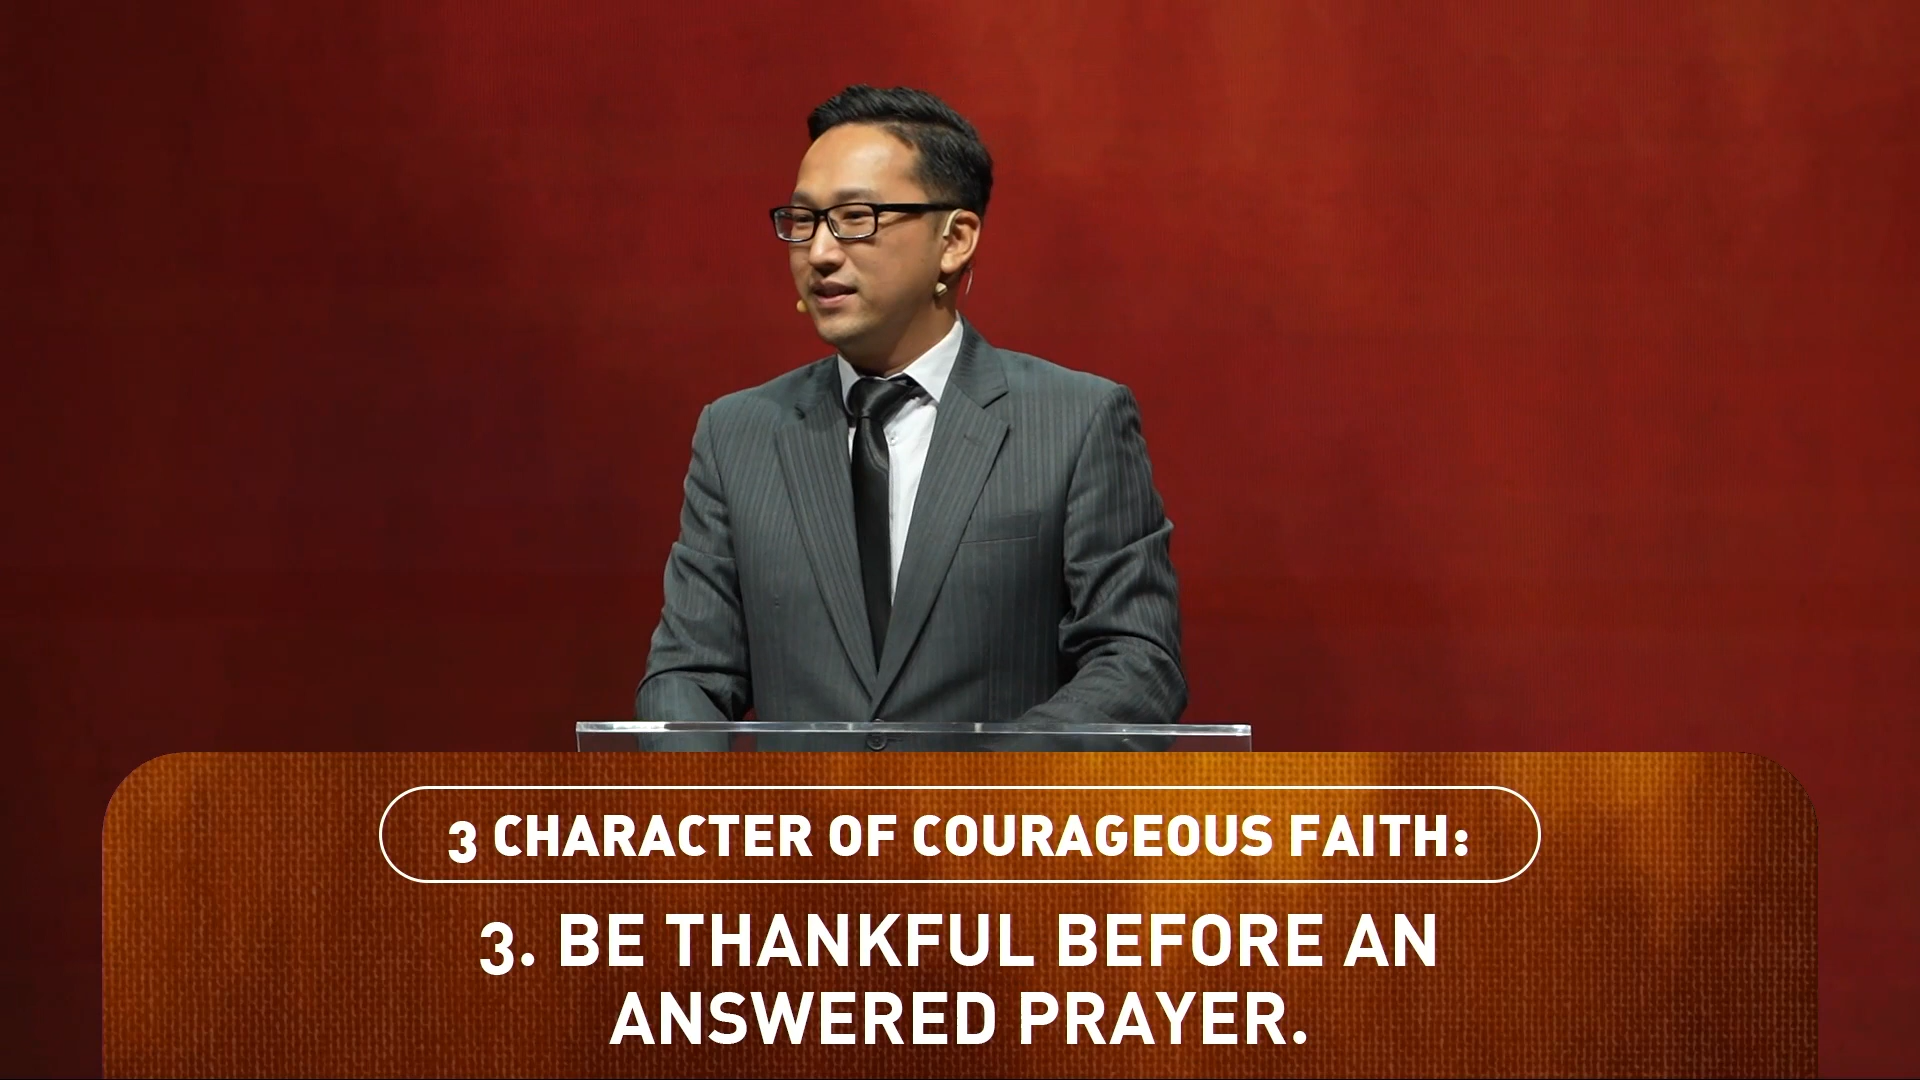 3 CHARACTER OF COURAGEOUS FAITH:
3. BE THANKFUL BEFORE AN
ANSWERED PRAYER.